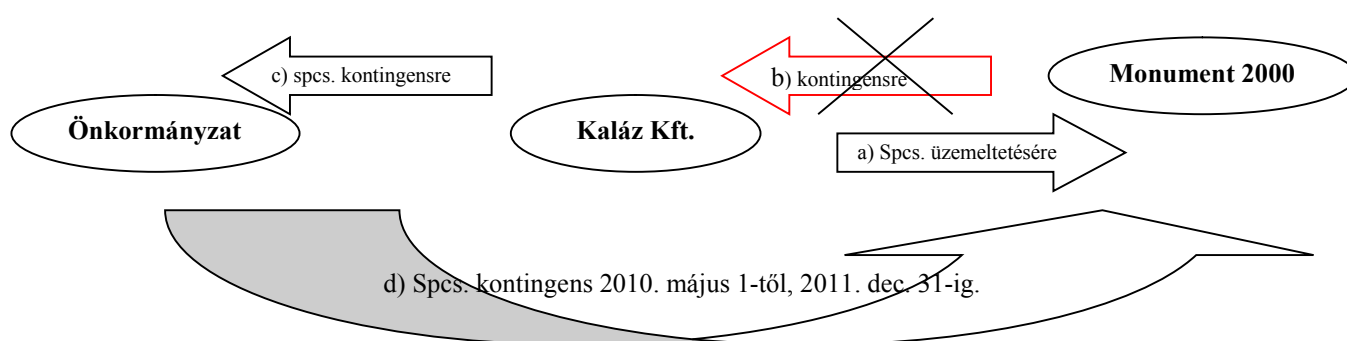 c) spcs. kontingensre
b) kontingensre
Monument 2000
Önkormányzat
Kaláz Kft.
a) Spcs. üzemeltetésére
d) Spcs. kontingens 2010. május 1-től, 2011. dec. 31-ig.